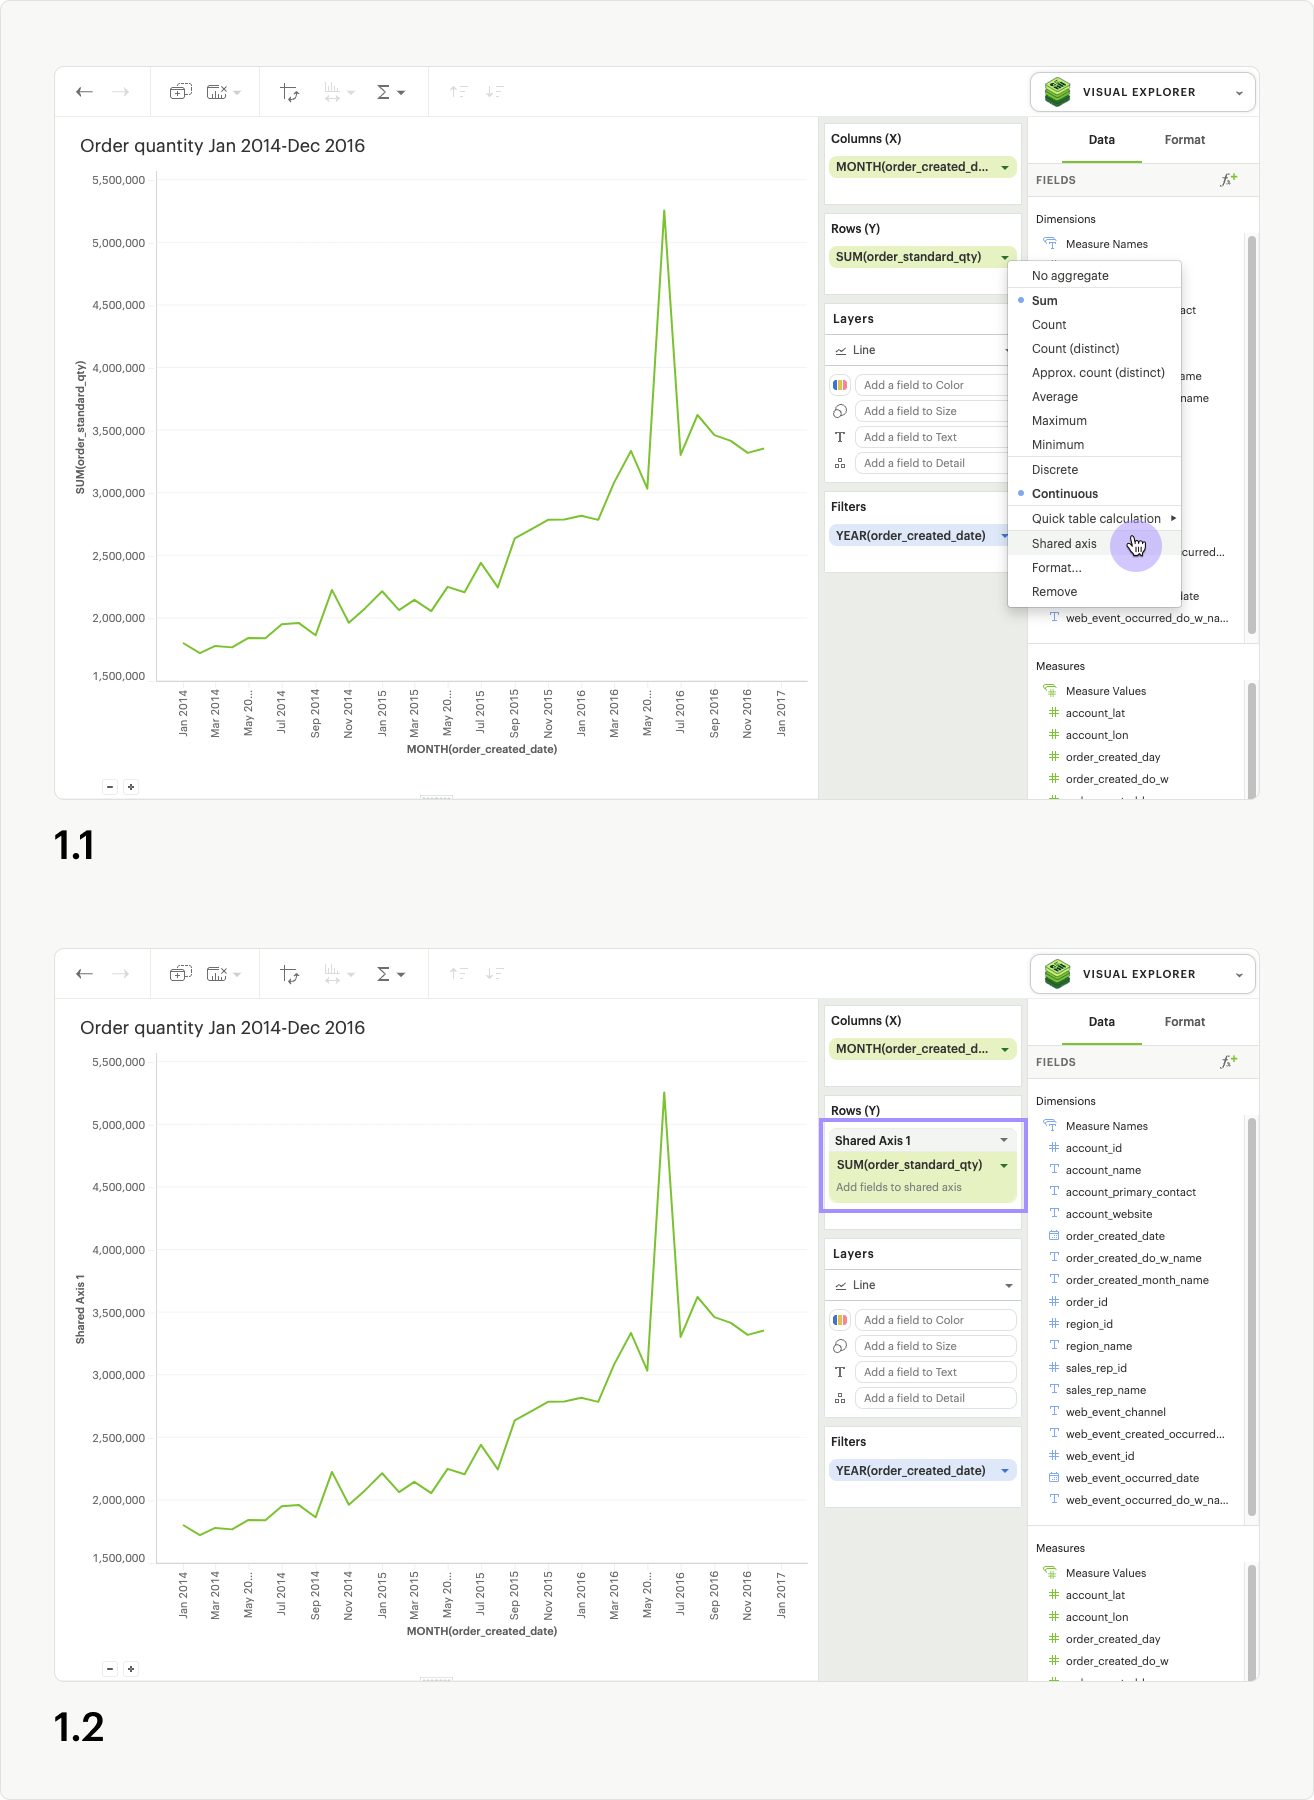 VISUAL EXPLORER
Order quantity Jan 2014-Dec 2016
5,500,000
5,000,000
4,500,000
4,000,000
3,500,000
3,000,000
2,500,000
2,000,000
1,500,000
SUM(order_standard_qty)
Jan 2014
Mar 2014
May 20...
Jul 2014
Sep 2014
Nov 2014
Jan 2015
Mar 2015
May 20...
Jul 2015
Sep 2015
Nov 2015
Jan 2016
Mar 2016
May 20...
Jul 2016
Sep 2016
Nov 2016
Jan 2017
MONTH(order_created_date)
Columns (X)
MONTH(order_created_d...
Rows (Y)
SUM(order_standard_qty)
Layers
Line
Add a field to Color
Add a field to Size
T Add a field to Text
Add a field to Detail
Filters
YEAR(order_created_date)
No aggregate
Sum
Count
Count (distinct)
Approx. count (distinct)
Average
Maximum
Minimum
Discrete
Continuous
Quick table calculation
Shared axis
Format...
Remove
Data Format
FIELDS
Dimensions
Measure Names
act
ame
name
curred...
date
T web_event_occurred_do_w_na...
Measures
Measure Values
# account_lat
# account_lon
# order_created_day
# order_created_do_w
1.1
VISUAL EXPLORER
Order quantity Jan 2014-Dec 2016
5,500,000
5,000,000
4,500,000
4,000,000
3,500,000
3,000,000
2,500,000
2,000,000
1,500,000
Shared Axis 1
Jan 2014
Mar 2014
May 20...
Jul 2014
Sep 2014
Nov 2014
Jan 2015
Mar 2015
May 20...
Jul 2015
Sep 2015
Nov 2015
Jan 2016
Mar 2016
May 20...
Jul 2016
Sep 2016
Nov 2016
Jan 2017
MONTH(order_created_date)
Columns (X)
MONTH(order_created_d...
Rows (Y)
Shared Axis 1
SUM(order_standard_qty)
Add fields to shared axis
Layers
Line
Add a field to Color
Add a field to Size
T Add a field to Text
Add a field to Detail
Filters
YEAR(order_created_date)
Data Format
FIELDS
Dimensions
Measure Names
# account_id
T account_name
T account_primary_contact
T account_website
order_created_date
T order_created_do_w_name
T order_created_month_name
# order_id
# region_id
T region_name
# sales_rep_id
T sales_rep_name
T web_event_channel
T web_event_created_occurred...
# web_event_id
web_event_occurred_date
T web_event_occurred_do_w_na...
Measures
Measure Values
# account_lat
# account_lon
# order_created_day
# order_created_do_w
1.2